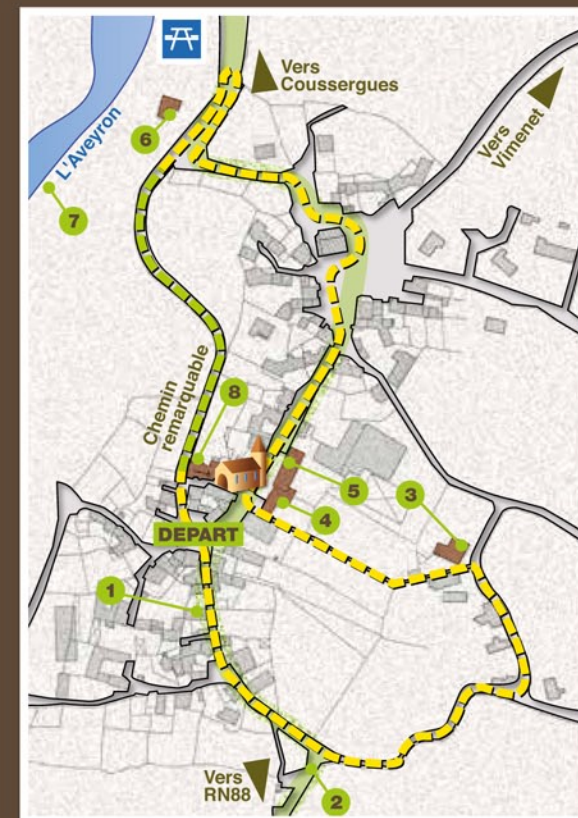 Vers
Coussergues
Vers
Vimenet
6
L'Aveyron
7
Chemin
remarquable
8
5
3
4
DEPART
1
Vers
RN88
2